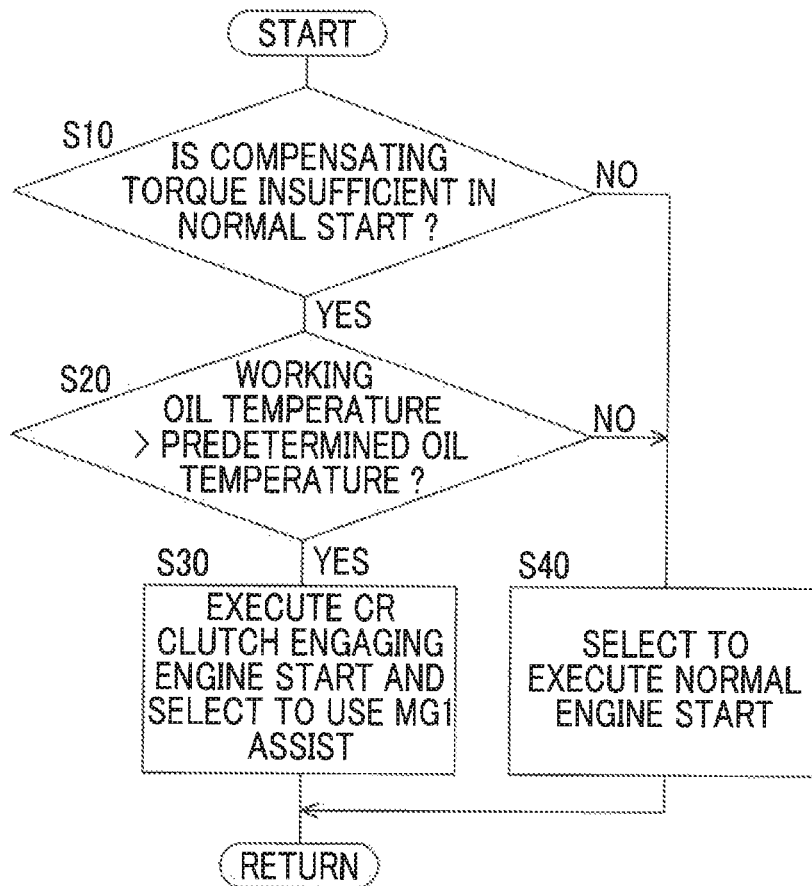 START
S10
IS COMPENSATING
TORQUE INSUFFICIENT IN
NORMAL START ?
NO
YES
S20
WORKING
OIL TEMPERATURE
> PREDETERMINED OIL
TEMPERATURE ?
NO
YES
S30
EXECUTE CR
CLUTCH ENGAGING
ENGINE START AND
SELECT TO USE MG1
ASSIST
S40
SELECT TO
EXECUTE NORMAL
ENGINE START
RETURN